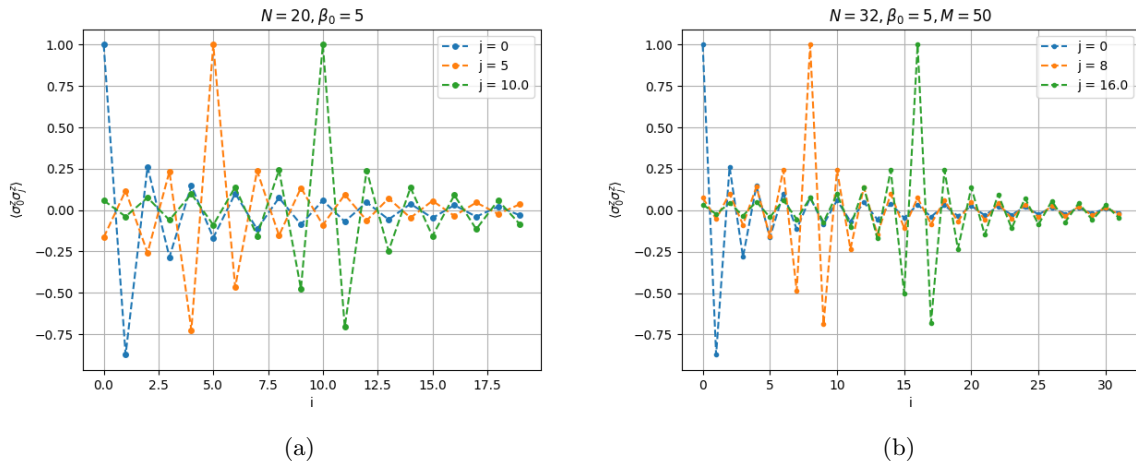 N = 20, β₀ = 5
⟨σ₀ᶻσᵢᶻ⟩
1.00
0.75
0.50
0.25
0.00
−0.25
−0.50
−0.75
j = 0
j = 5
j = 10.0
0.0 2.5 5.0 7.5 10.0 12.5 15.0 17.5
i
(a)
N = 32, β₀ = 5, M = 50
⟨σ₀ᶻσᵢᶻ⟩
1.00
0.75
0.50
0.25
0.00
−0.25
−0.50
−0.75
j = 0
j = 8
j = 16.0
0 5 10 15 20 25 30
i
(b)